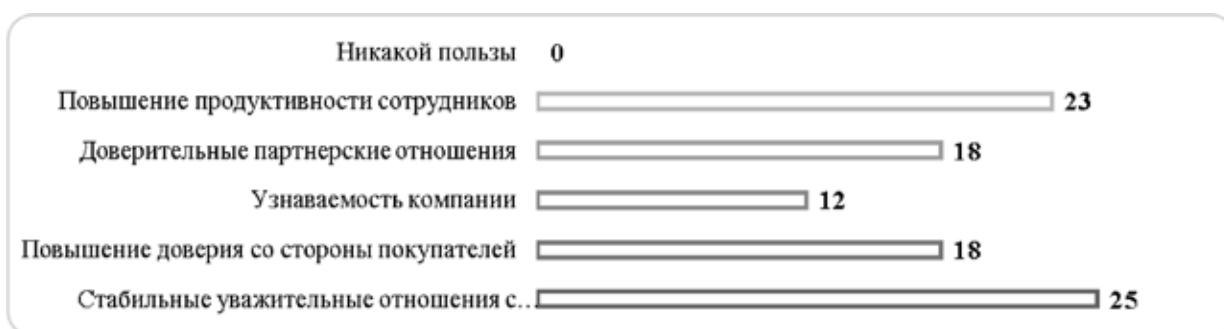 Никакой пользы 0
Повышение продуктивности сотрудников 23
Доверительные партнерские отношения 18
Узнаваемость компании 12
Повышение доверия со стороны покупателей 18
Стабильные уважительные отношения с… 25